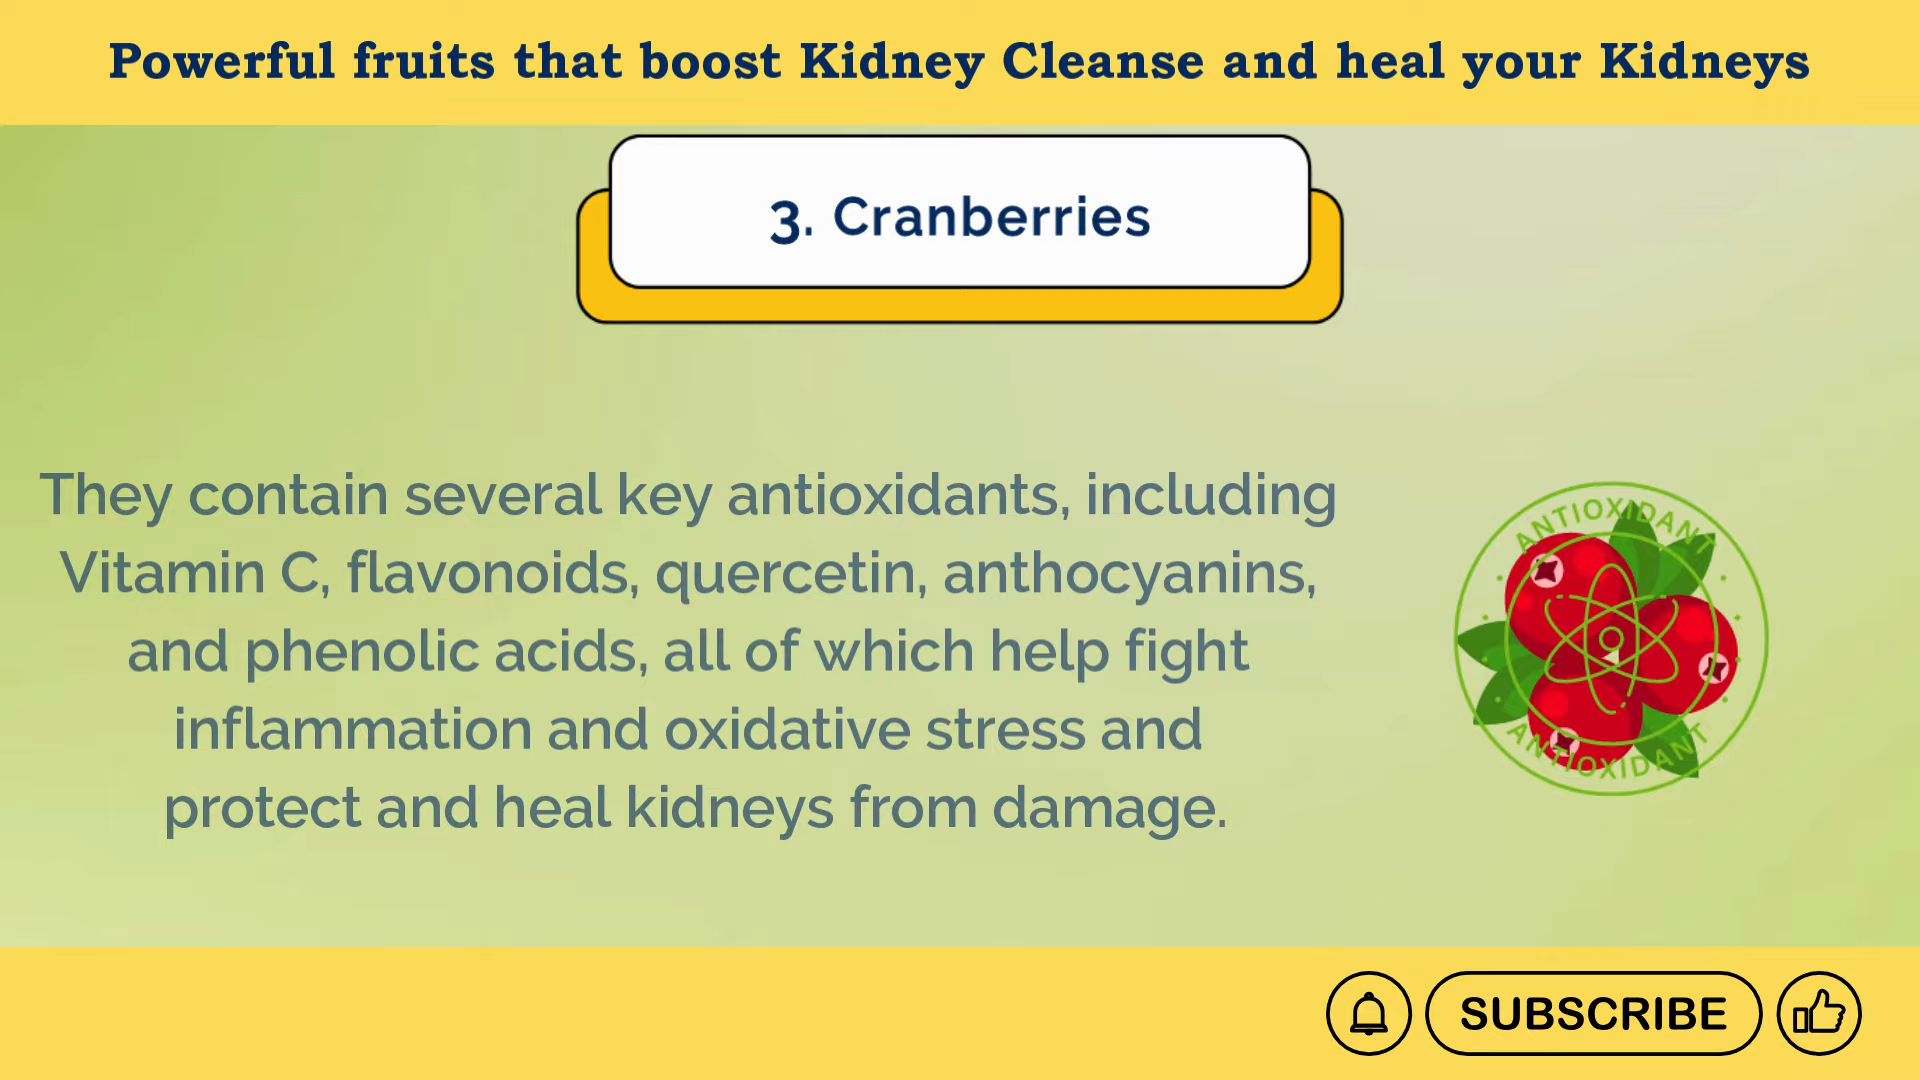 Powerful fruits that boost Kidney Cleanse and heal your Kidneys
3. Cranberries
They contain several key antioxidants, including
Vitamin C, flavonoids, quercetin, anthocyanins,
and phenolic acids, all of which help fight
inflammation and oxidative stress and
protect and heal kidneys from damage.
ANTIOXIDANT
ANTIOXIDANT
SUBSCRIBE